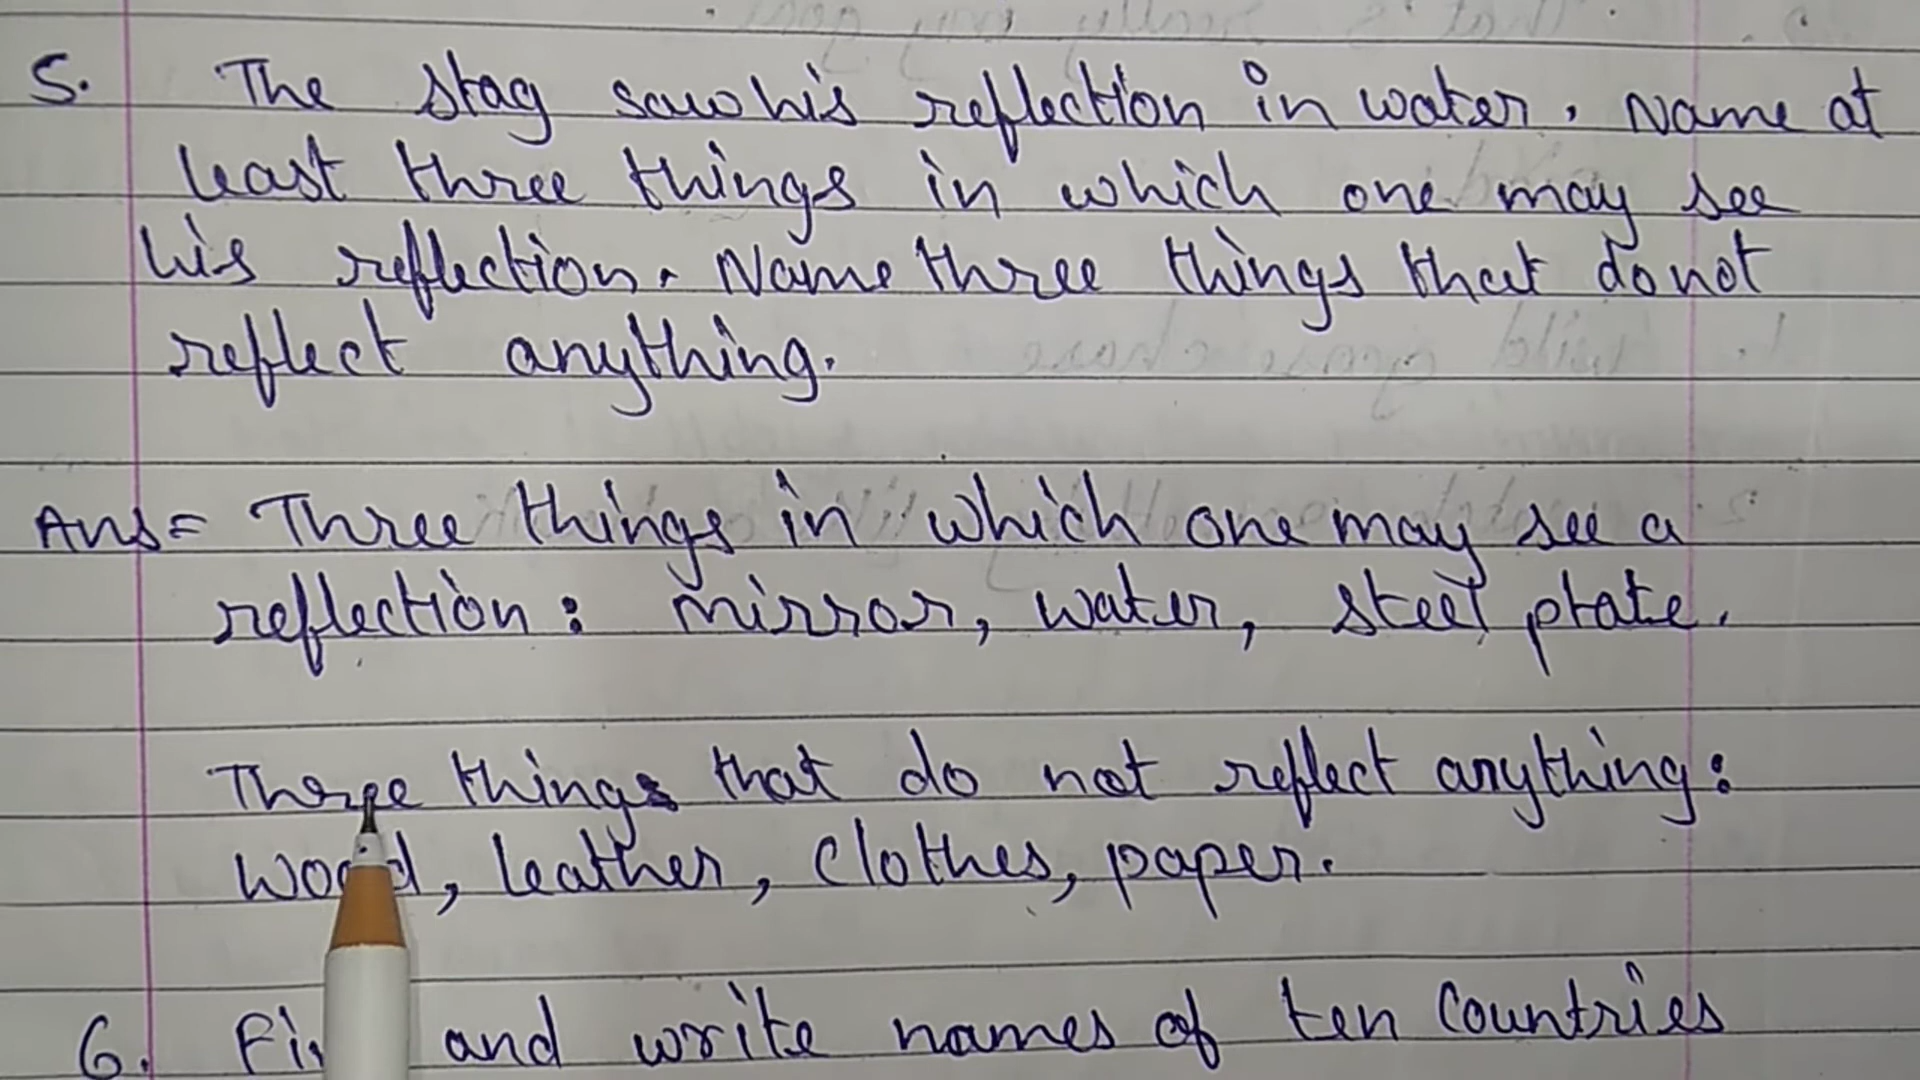 5. The stag saw his reflection in water. Name at
least three things in which one may see
his reflection. Name three things that do not
reflect anything.
Ans= Three things in which one may see a
reflection: mirror, water, steel plate.
Three things that do not reflect anything:
Wood, leather, clothes, paper.
6. and write names of ten countries